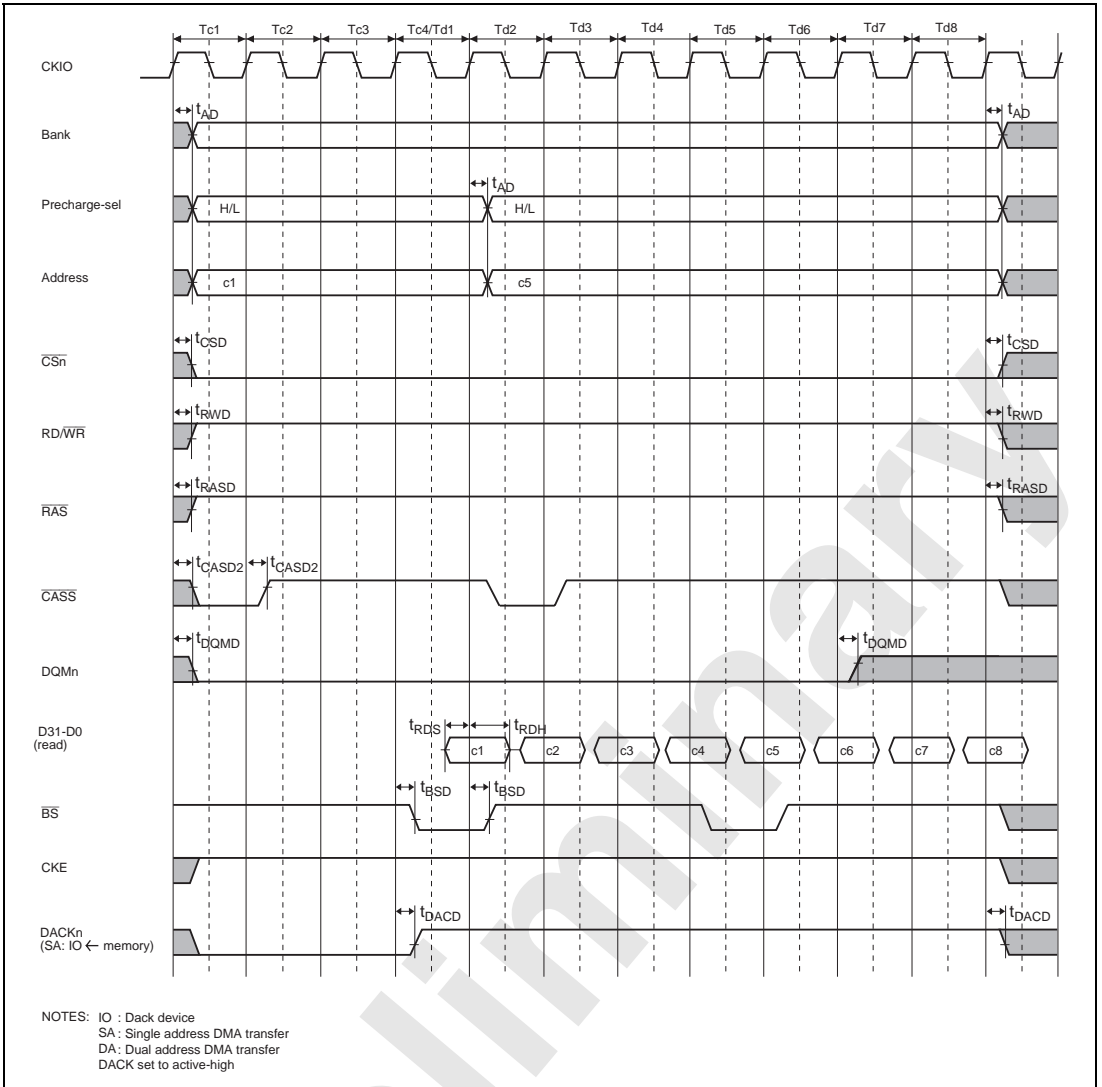 Tc1 Tc2 Tc3 Tc4/Td1 Td2 Td3 Td4 Td5 Td6 Td7 Td8
CKIO
tAD tAD
Bank
tAD
Precharge-sel H/L H/L
Address c1 c5
tCSD tCSD
CSn
tRWD tRWD
RD/WR
tRASD tRASD
RAS
tCASD2 tCASD2
CASS
tDQMD tDQMD
DQMn
D31-D0
(read)
tRDS tRDH
c1 c2 c3 c4 c5 c6 c7 c8
tBSD tBSD
BS
CKE
tDACD tDACD
DACKn
(SA: IO ← memory)
NOTES: IO : Dack device
SA : Single address DMA transfer
DA : Dual address DMA transfer
DACK set to active-high
liminary